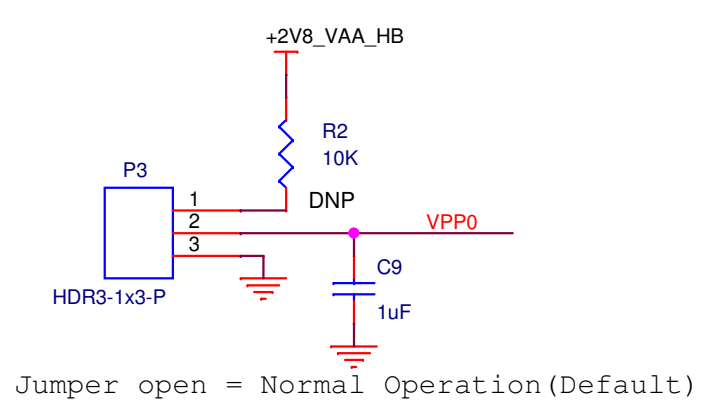 +2V8_VAA_HB
R2
10K
P3
DNP
1
2
3
VPP0
C9
HDR3-1x3-P
1uF
Jumper open = Normal Operation(Default)